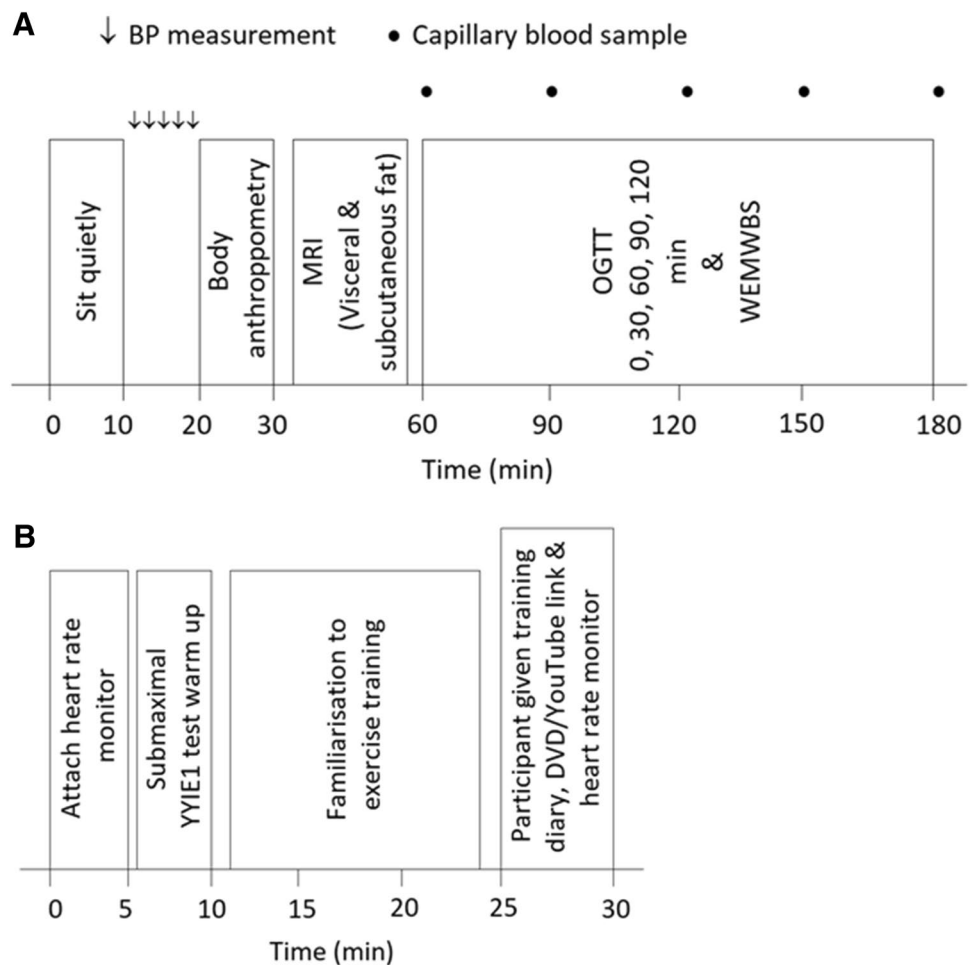 A
↓ BP measurement
• Capillary blood sample
Sit quietly
Body
anthroppometry
MRI
(Visceral &
subcutaneous fat)
OGTT
0, 30, 60, 90, 120
min
&
WEMWBS
0 10 20 30 60 90 120 150 180
Time (min)
B
Attach heart rate
monitor
Submaximal
YYIE1 test warm up
Familiarisation to
exercise training
Participant given training
diary, DVD/YouTube link &
heart rate monitor
0 5 10 15 20 25 30
Time (min)